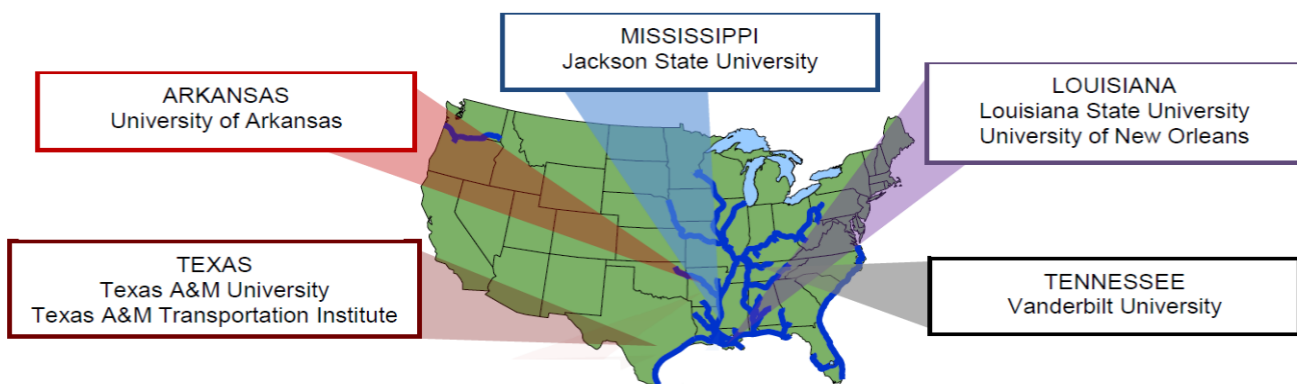 MISSISSIPPI
Jackson State University
ARKANSAS
University of Arkansas
LOUISIANA
Louisiana State University
University of New Orleans
TEXAS
Texas A&M University
Texas A&M Transportation Institute
TENNESSEE
Vanderbilt University